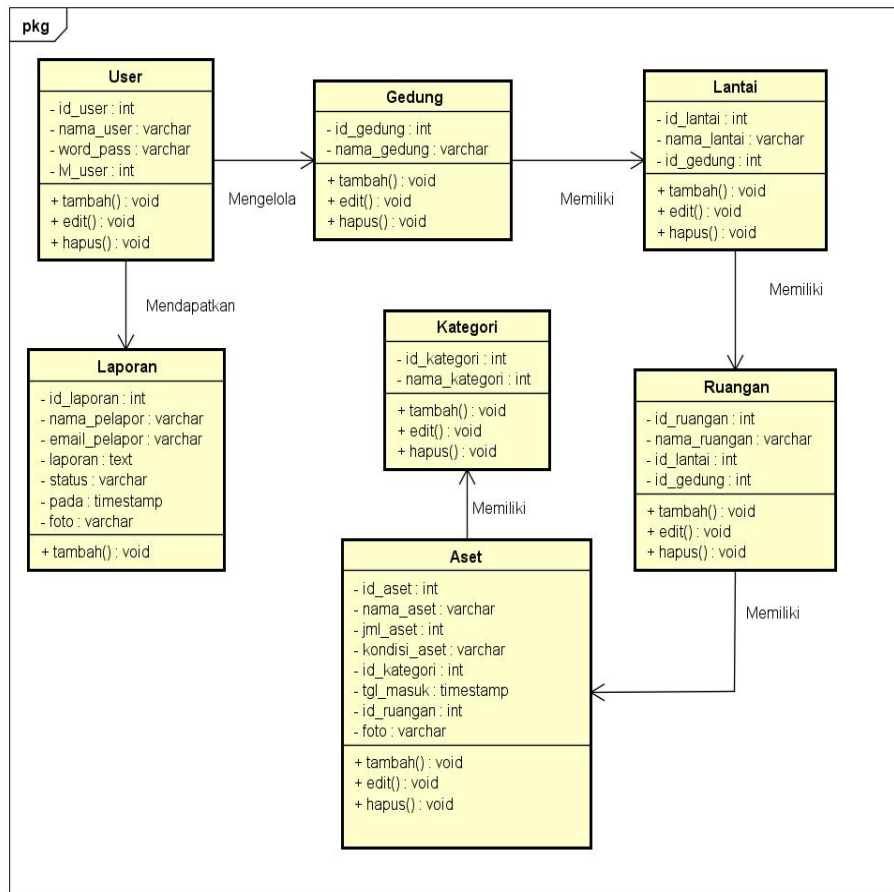 pkg
User
- id_user : int
- nama_user : varchar
- word_pass : varchar
- lvl_user : int
+ tambah() : void
+ edit() : void
+ hapus() : void
Mengelola
Gedung
- id_gedung : int
- nama_gedung : varchar
+ tambah() : void
+ edit() : void
+ hapus() : void
Memiliki
Lantai
- id_lantai : int
- nama_lantai : varchar
- id_gedung : int
+ tambah() : void
+ edit() : void
+ hapus() : void
Mendapatkan
Memiliki
Laporan
- id_laporan : int
- nama_pelapor : varchar
- email_pelapor : varchar
- laporan : text
- status : varchar
- pada : timestamp
- foto : varchar
+ tambah() : void
Kategori
- id_kategori : int
- nama_kategori : int
+ tambah() : void
+ edit() : void
+ hapus() : void
Memiliki
Ruangan
- id_ruangan : int
- nama_ruangan : varchar
- id_lantai : int
- id_gedung : int
+ tambah() : void
+ edit() : void
+ hapus() : void
Memiliki
Aset
- id_aset : int
- nama_aset : varchar
- jml_aset : int
- kondisi_aset : varchar
- id_kategori : int
- tgl_masuk : timestamp
- id_ruangan : int
- foto : varchar
+ tambah() : void
+ edit() : void
+ hapus() : void